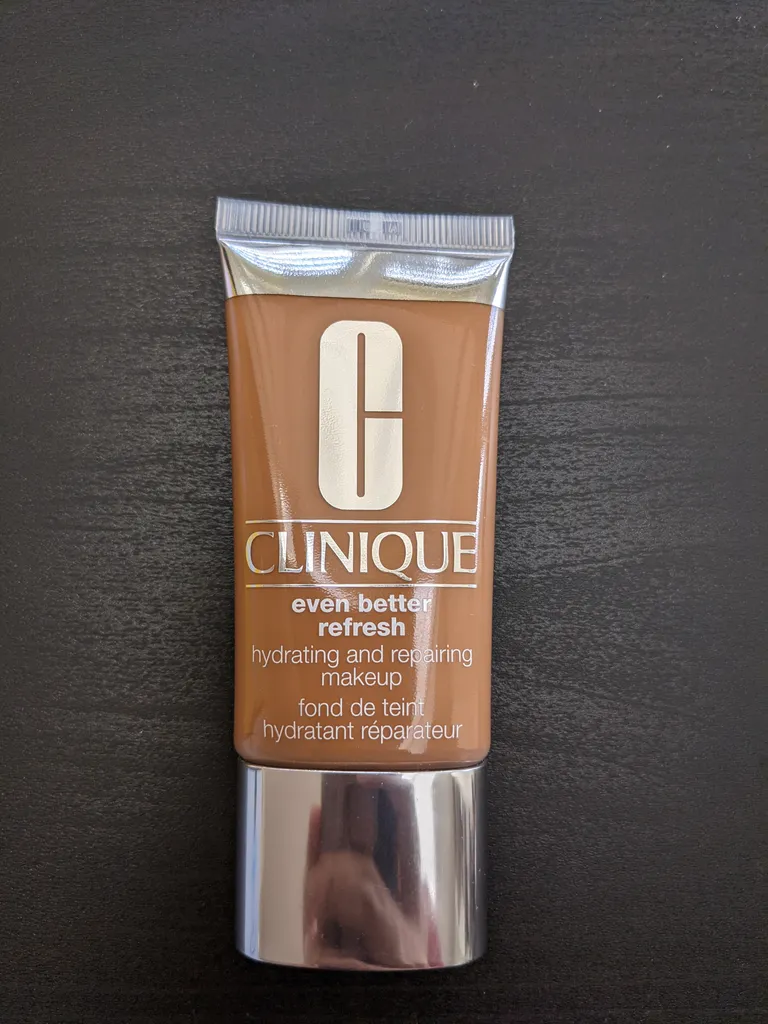 C
CLINIQUE
even better
refresh
hydrating and repairing
makeup
fond de teint
hydratant réparateur